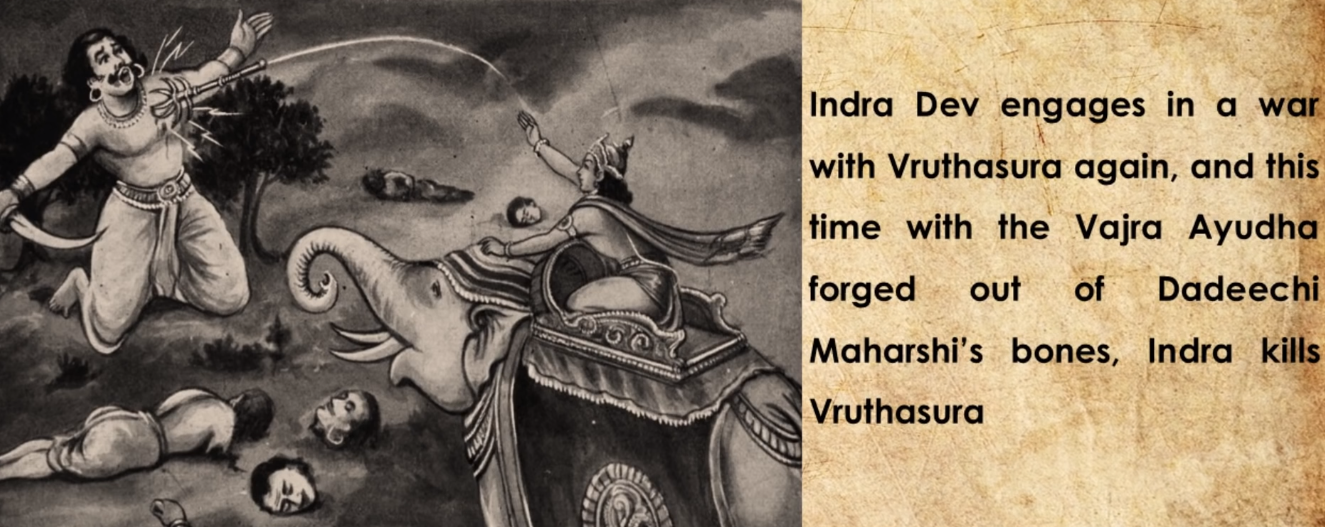 Indra Dev engages in a war
with Vruthasura again, and this
time with the Vajra Ayudha
forged out of Dadeechi
Maharshi’s bones, Indra kills
Vruthasura